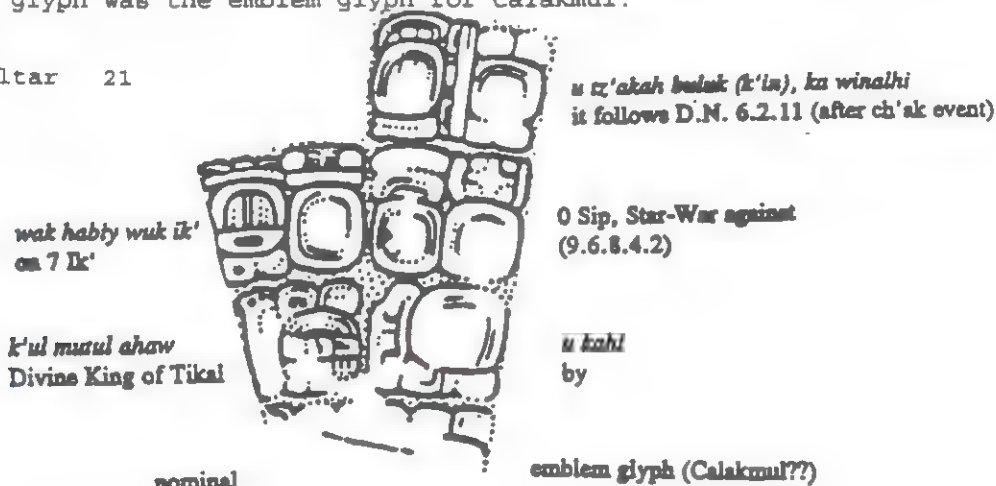 glyph was the emblem glyph for Calakmul.
ltar 21
u tz'akah buluk (k'in), ka winalhi
it follows D.N. 6.2.11 (after ch'ak event)
wak habiy wuk ik'
on 7 Ik'
0 Sip, Star-War against
(9.6.8.4.2)
k'ul mutul ahaw
Divine King of Tikal
u kahi
by
nominal
emblem glyph (Calakmul??)